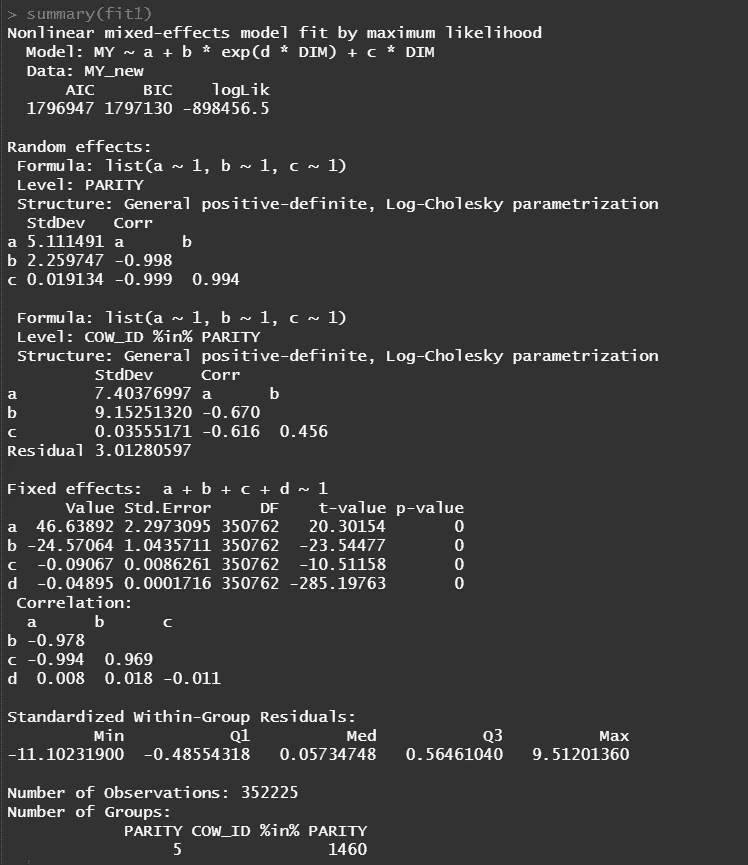 > summary(fit1)
Nonlinear mixed-effects model fit by maximum likelihood
  Model: MY ~ a + b * exp(d * DIM) + c * DIM
  Data: MY_new
      AIC     BIC    logLik
  1796947 1797130 -898456.5

Random effects:
 Formula: list(a ~ 1, b ~ 1, c ~ 1)
 Level: PARITY
 Structure: General positive-definite, Log-Cholesky parametrization
  StdDev   Corr
a 5.111491 a      b
b 2.259747 -0.998
c 0.019134 -0.999  0.994

 Formula: list(a ~ 1, b ~ 1, c ~ 1)
 Level: COW_ID %in% PARITY
 Structure: General positive-definite, Log-Cholesky parametrization
         StdDev     Corr
a        7.40376997 a      b
b        9.15251320 -0.670
c        0.03555171 -0.616  0.456
Residual 3.01280597

Fixed effects:  a + b + c + d ~ 1
      Value Std.Error     DF    t-value p-value
a  46.63892 2.2973095 350762   20.30154       0
b -24.57064 1.0435711 350762  -23.54477       0
c  -0.09067 0.0086261 350762  -10.51158       0
d  -0.04895 0.0001716 350762 -285.19763       0
 Correlation:
  a      b      c
b -0.978
c -0.994  0.969
d  0.008  0.018 -0.011

Standardized Within-Group Residuals:
         Min           Q1          Med           Q3          Max
-11.10231900  -0.48554318   0.05734748   0.56461040   9.51201360

Number of Observations: 352225
Number of Groups:
            PARITY COW_ID %in% PARITY
                 5               1460